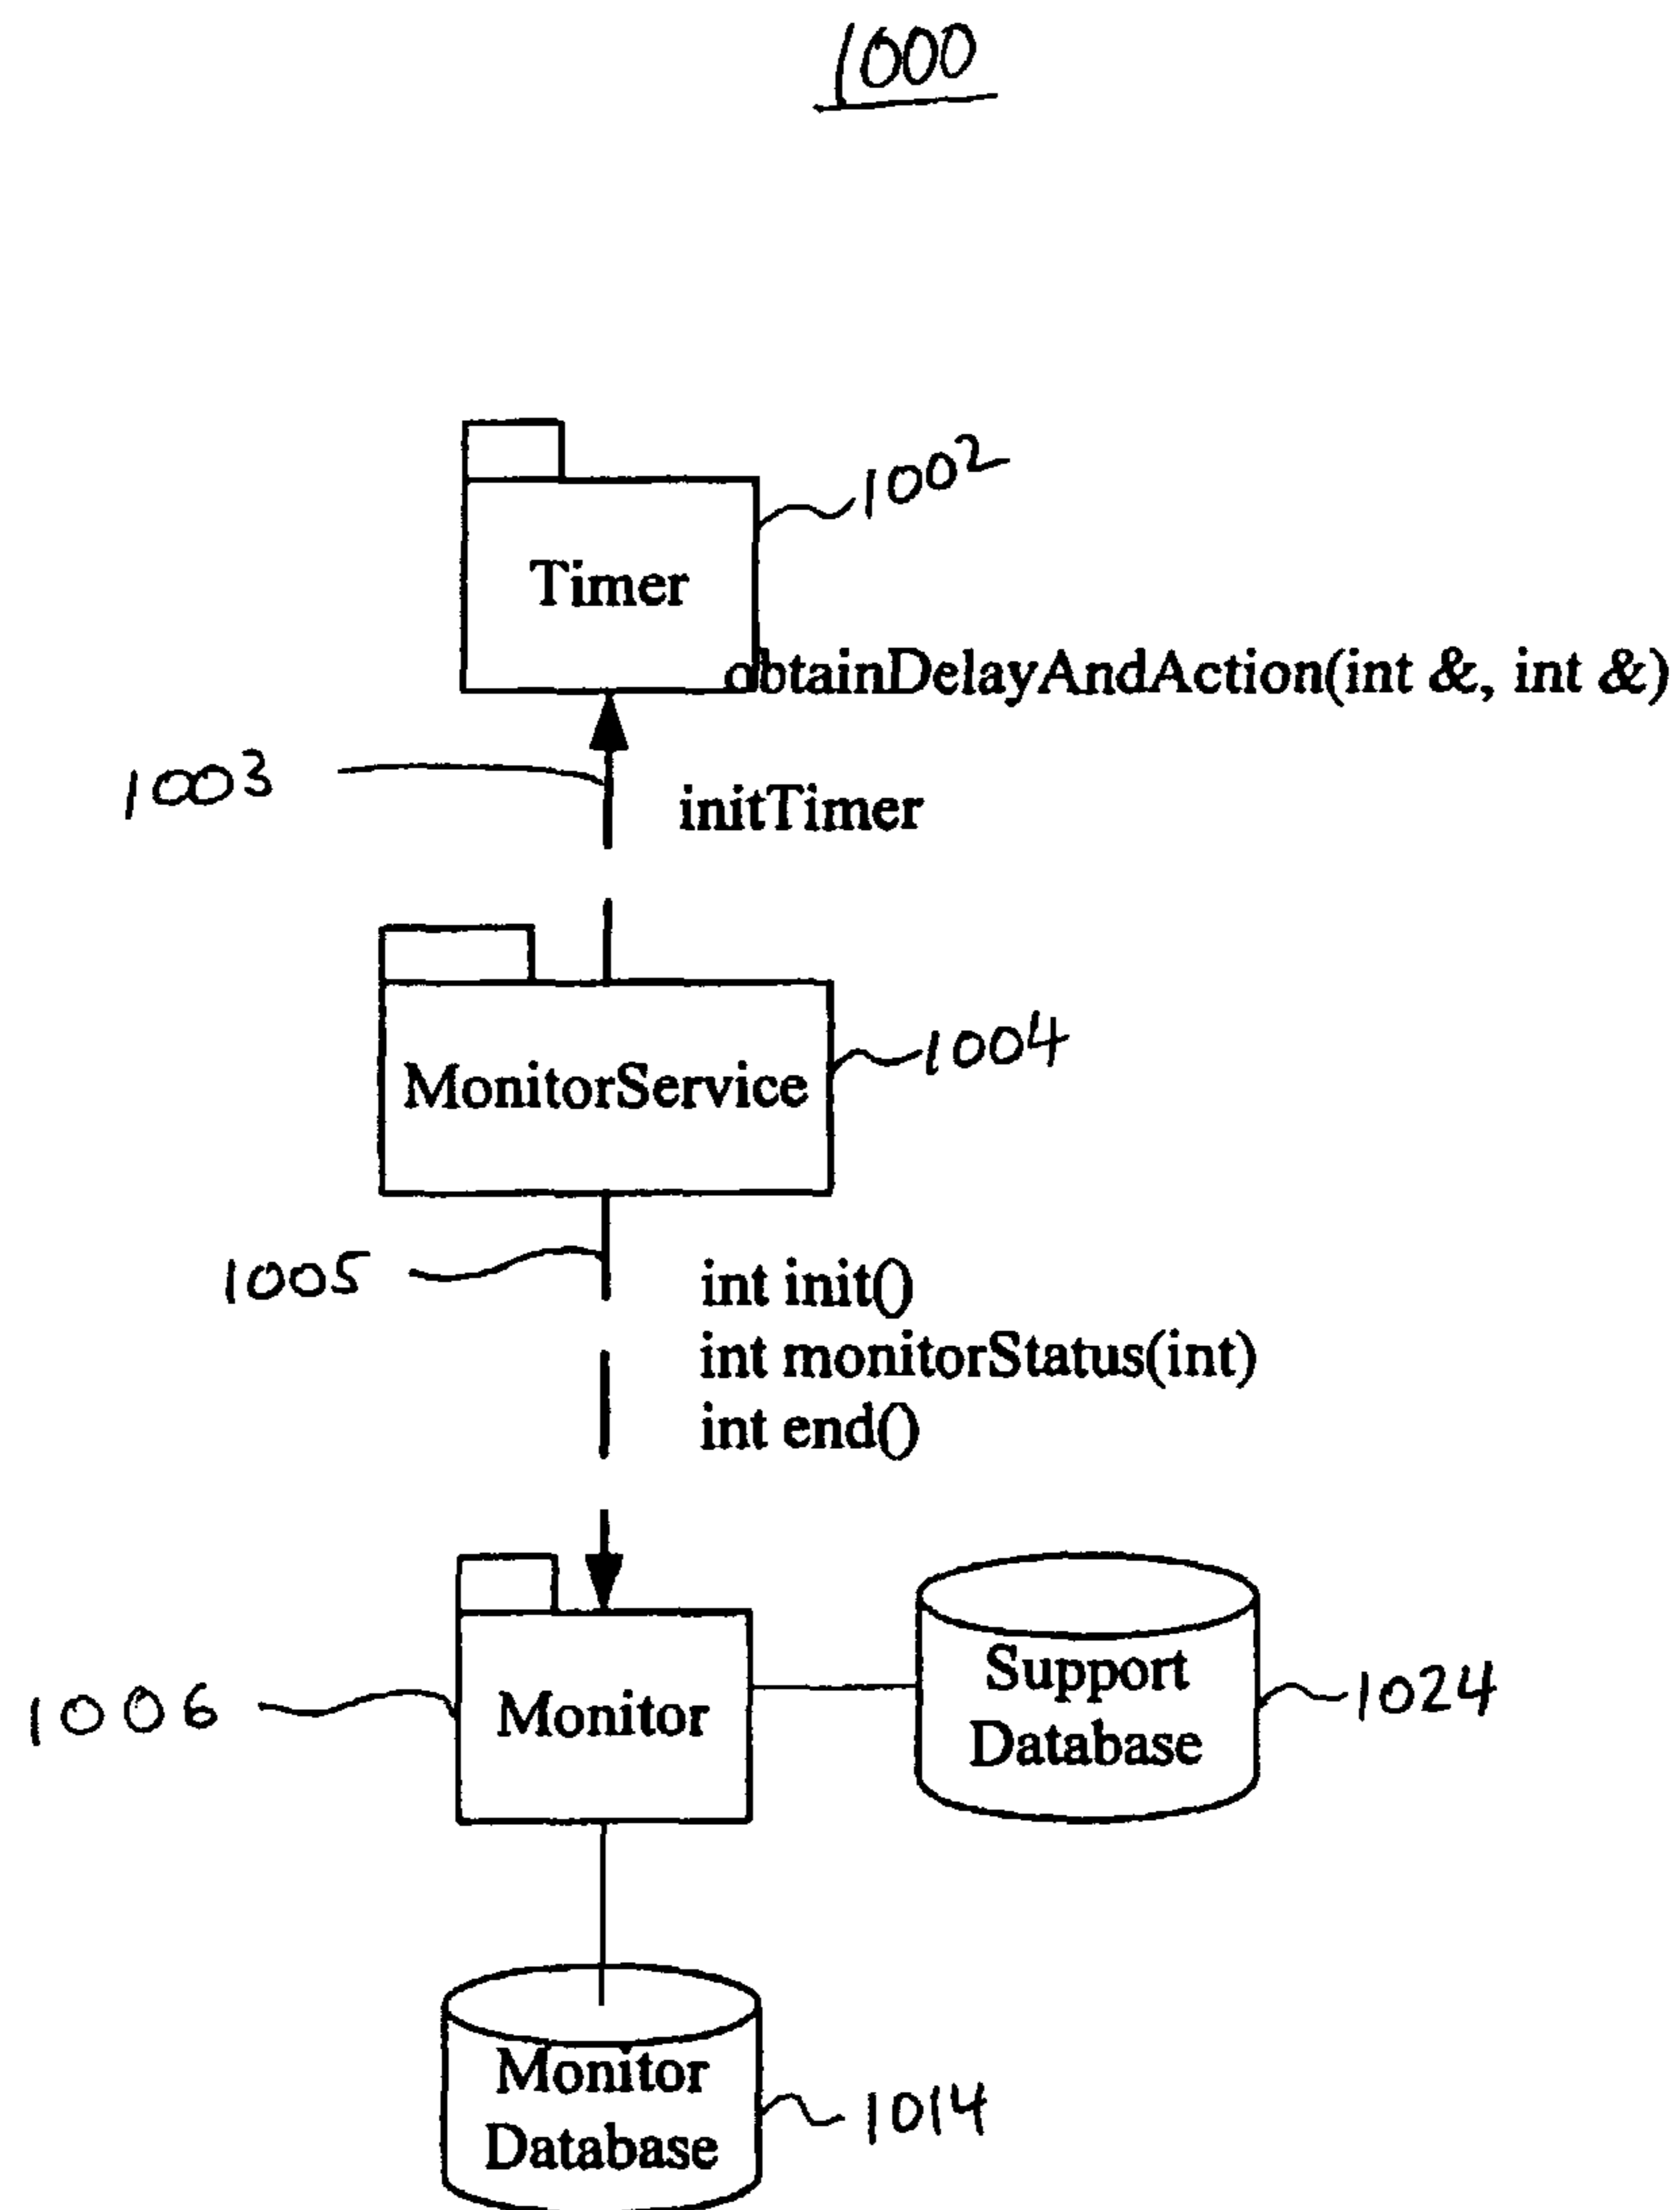 1000
1002
Timer
obtainDelayAndAction(int &, int &)
1003
initTimer
1004
MonitorService
1005
int init()
int monitorStatus(int)
int end()
1006
Monitor
Support
Database
1024
Monitor
Database
1014